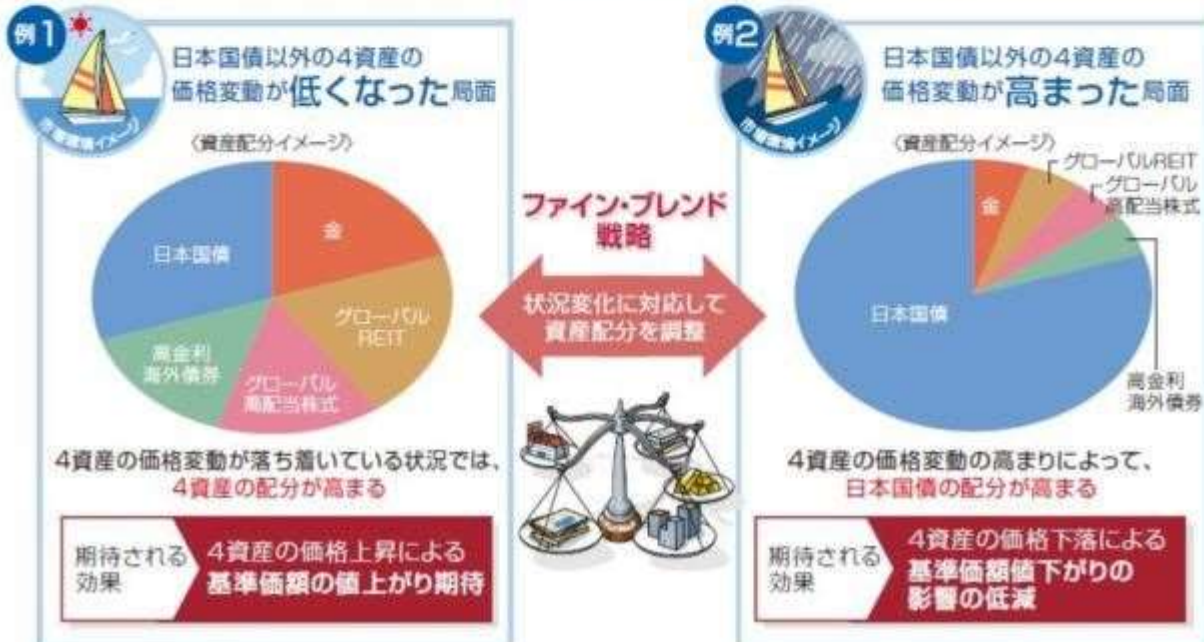 例1
日本国債以外の4資産の
価格変動が低くなった局面
市場環境イメージ
〈資産配分イメージ〉
金
日本国債
グローバル
REIT
高金利
海外債券
グローバル
高配当株式
4資産の価格変動が落ち着いている状況では、
4資産の配分が高まる
期待される
効果
4資産の価格上昇による
基準価額の値上がり期待
ファイン・ブレンド
戦略
状況変化に対応して
資産配分を調整
例2
日本国債以外の4資産の
価格変動が高まった局面
市場環境イメージ
〈資産配分イメージ〉
グローバルREIT
グローバル
高配当株式
金
日本国債
高金利
海外債券
4資産の価格変動の高まりによって、
日本国債の配分が高まる
期待される
効果
4資産の価格下落による
基準価額値下がりの
影響の低減